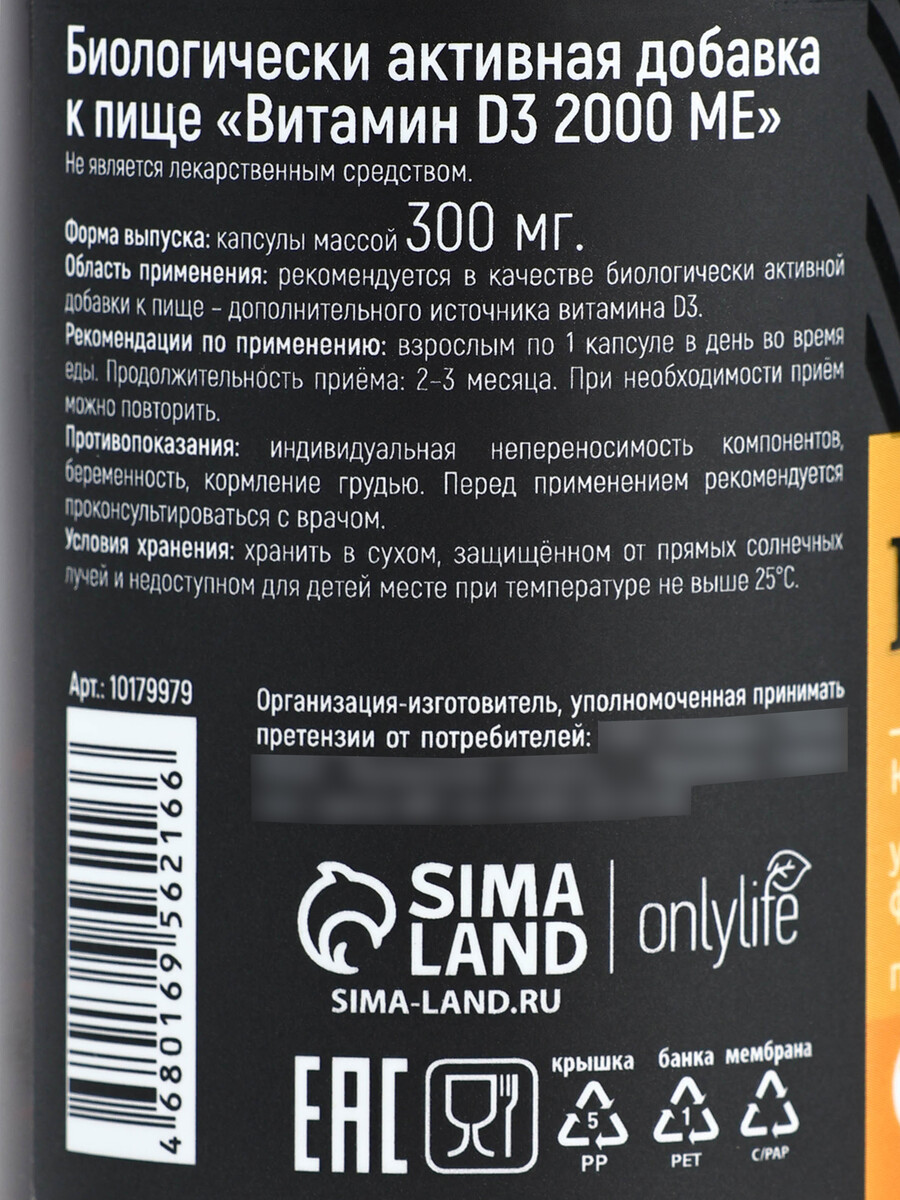 Биологически активная добавка
к пище «Витамин D3 2000 МЕ»
Не является лекарственным средством.
Форма выпуска: капсулы массой 300 мг.
Область применения: рекомендуется в качестве биологически активной
добавки к пище – дополнительного источника витамина D3.
Рекомендации по применению: взрослым по 1 капсуле в день во время
еды. Продолжительность приёма: 2–3 месяца. При необходимости приём
можно повторить.
Противопоказания: индивидуальная непереносимость компонентов,
беременность, кормление грудью. Перед применением рекомендуется
проконсультироваться с врачом.
Условия хранения: хранить в сухом, защищённом от прямых солнечных
лучей и недоступном для детей месте при температуре не выше 25°С.
Арт.: 10179979
4680169562166
Организация-изготовитель, уполномоченная принимать
претензии от потребителей:
SIMA
LAND
SIMA-LAND.RU
onlylife
EAC
крышка банка мембрана
5 1
PP PET C/PAP